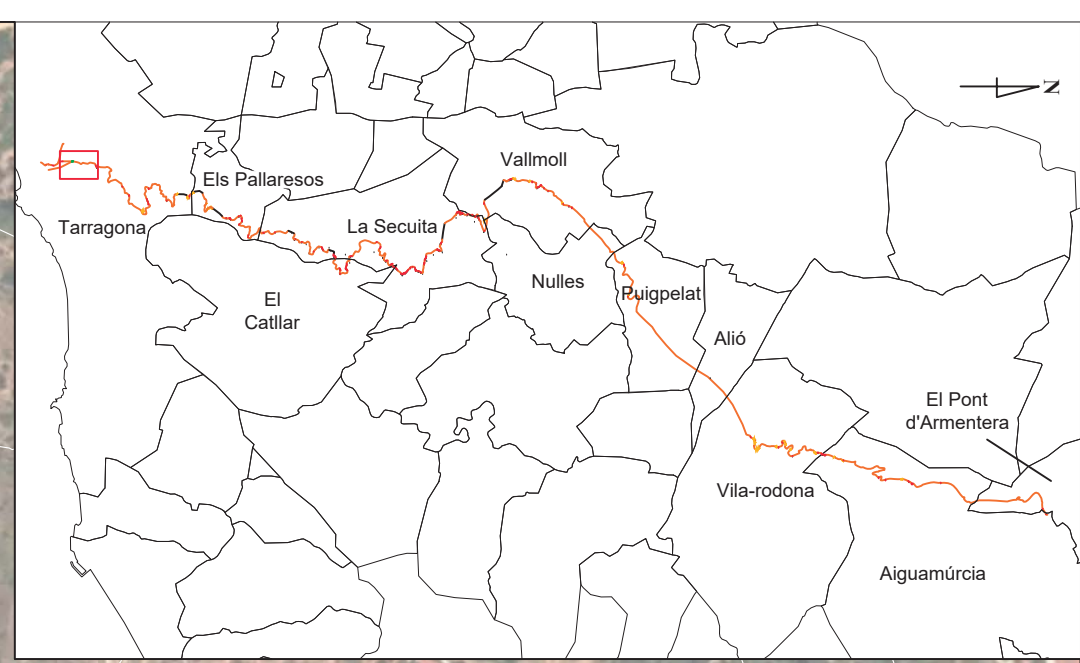 N
Vallmoll
Els Pallaresos
Tarragona
La Secuita
Nulles
Puigpelat
El
Catllar
Alió
El Pont
d'Armentera
Vila-rodona
Aiguamúrcia